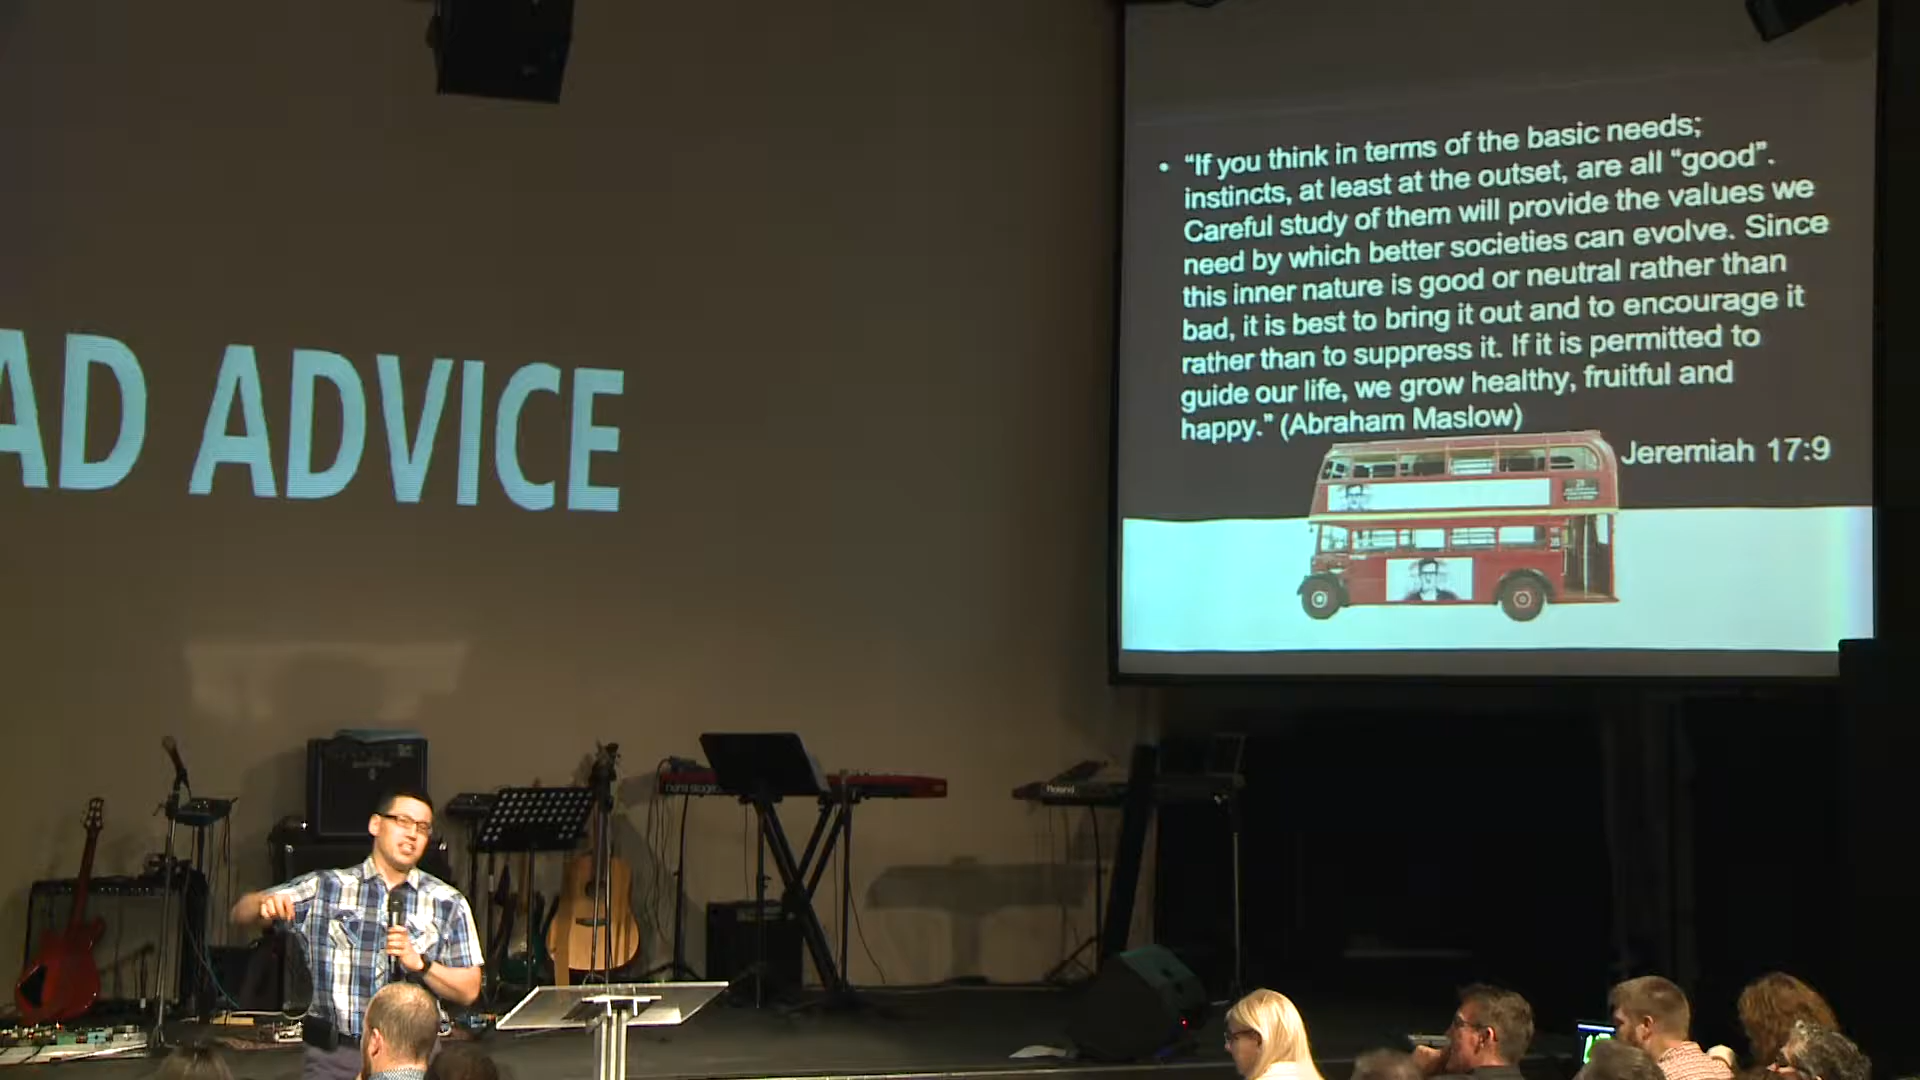 AD ADVICE
• “If you think in terms of the basic needs;
instincts, at least at the outset, are all “good”.
Careful study of them will provide the values we
need by which better societies can evolve. Since
this inner nature is good or neutral rather than
bad, it is best to bring it out and to encourage it
rather than to suppress it. If it is permitted to
guide our life, we grow healthy, fruitful and
happy.” (Abraham Maslow)
Jeremiah 17:9
Roland